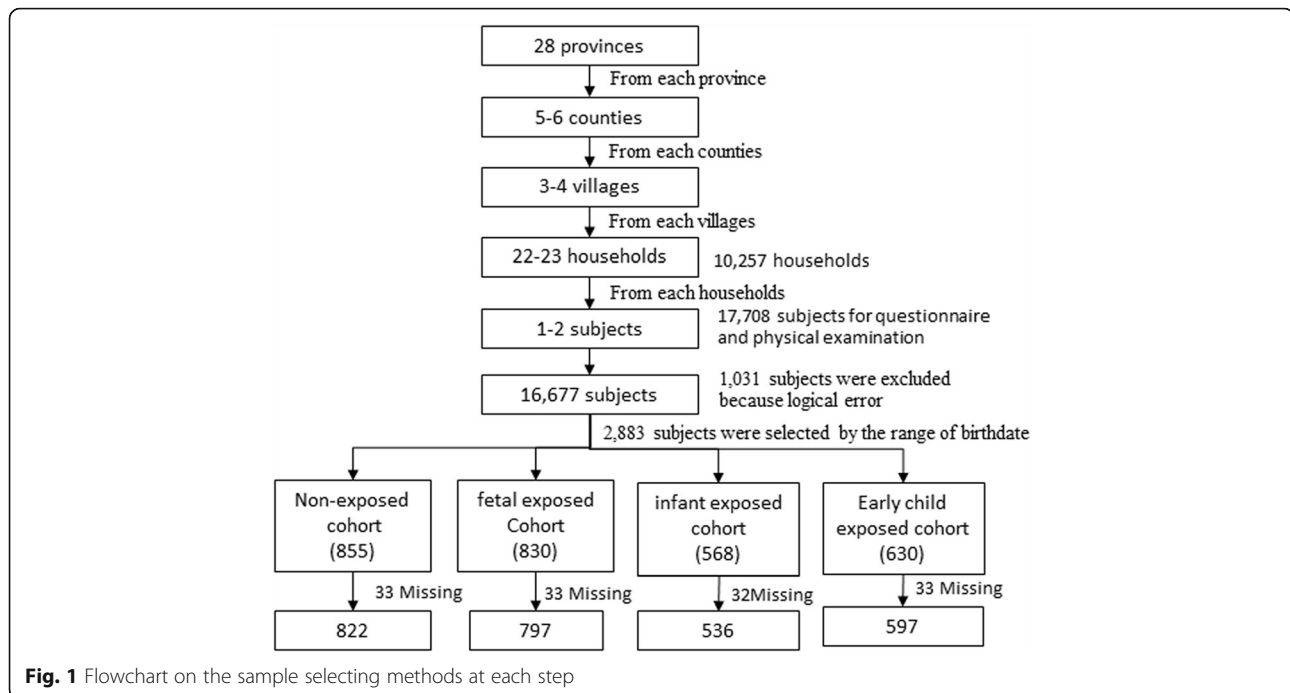 28 provinces
From each province
5-6 counties
From each counties
3-4 villages
From each villages
22-23 households
10,257 households
From each households
1-2 subjects
17,708 subjects for questionnaire
and physical examination
16,677 subjects
1,031 subjects were excluded
because logical error
2,883 subjects were selected by the range of birthdate
Non-exposed
cohort
(855)
fetal exposed
Cohort
(830)
infant exposed
cohort
(568)
Early child
exposed cohort
(630)
33 Missing
33 Missing
32Missing
33 Missing
822
797
536
597
Fig. 1 Flowchart on the sample selecting methods at each step